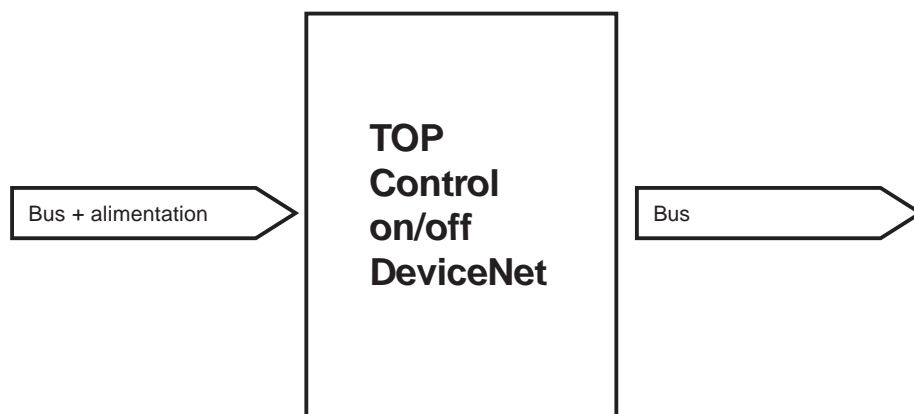 TOP
Control
on/off
DeviceNet
Bus + alimentation
Bus